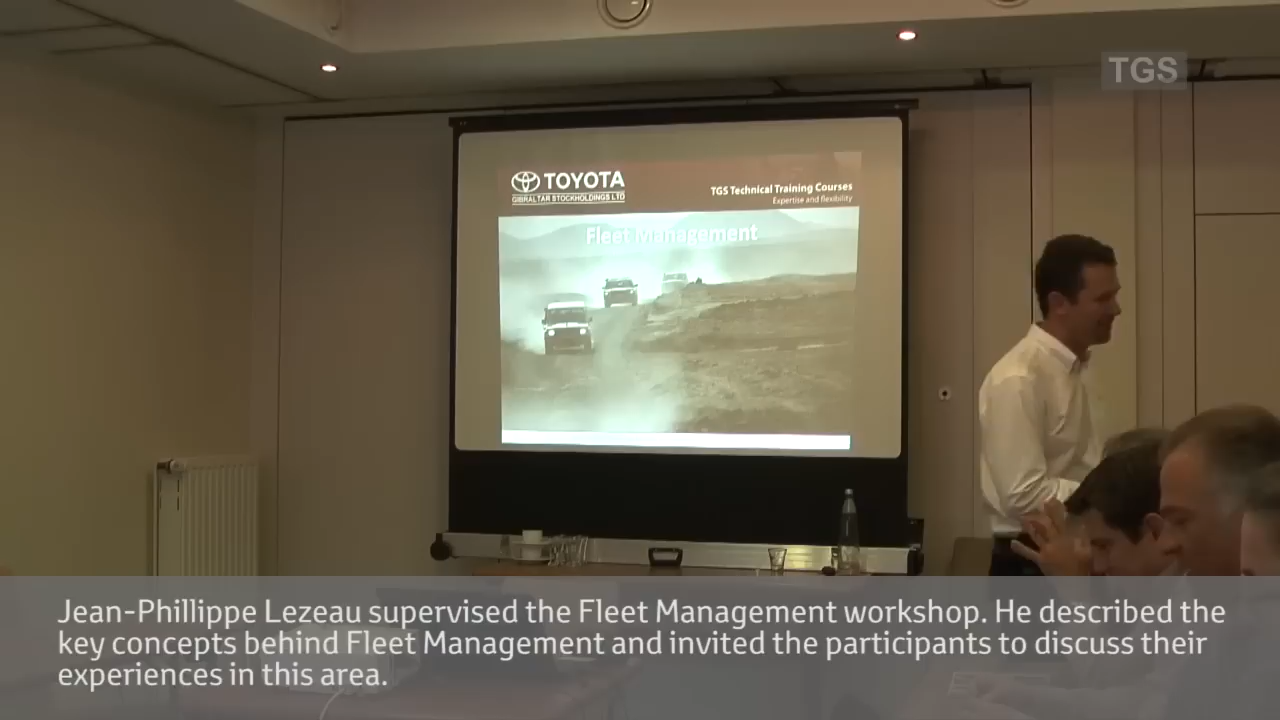 TGS
TOYOTA
GIBRALTAR STOCKHOLDINGS LTD
TGS Technical Training Courses
Expertise and flexibility
Fleet Management
Jean-Phillippe Lezeau supervised the Fleet Management workshop. He described the
key concepts behind Fleet Management and invited the participants to discuss their
experiences in this area.